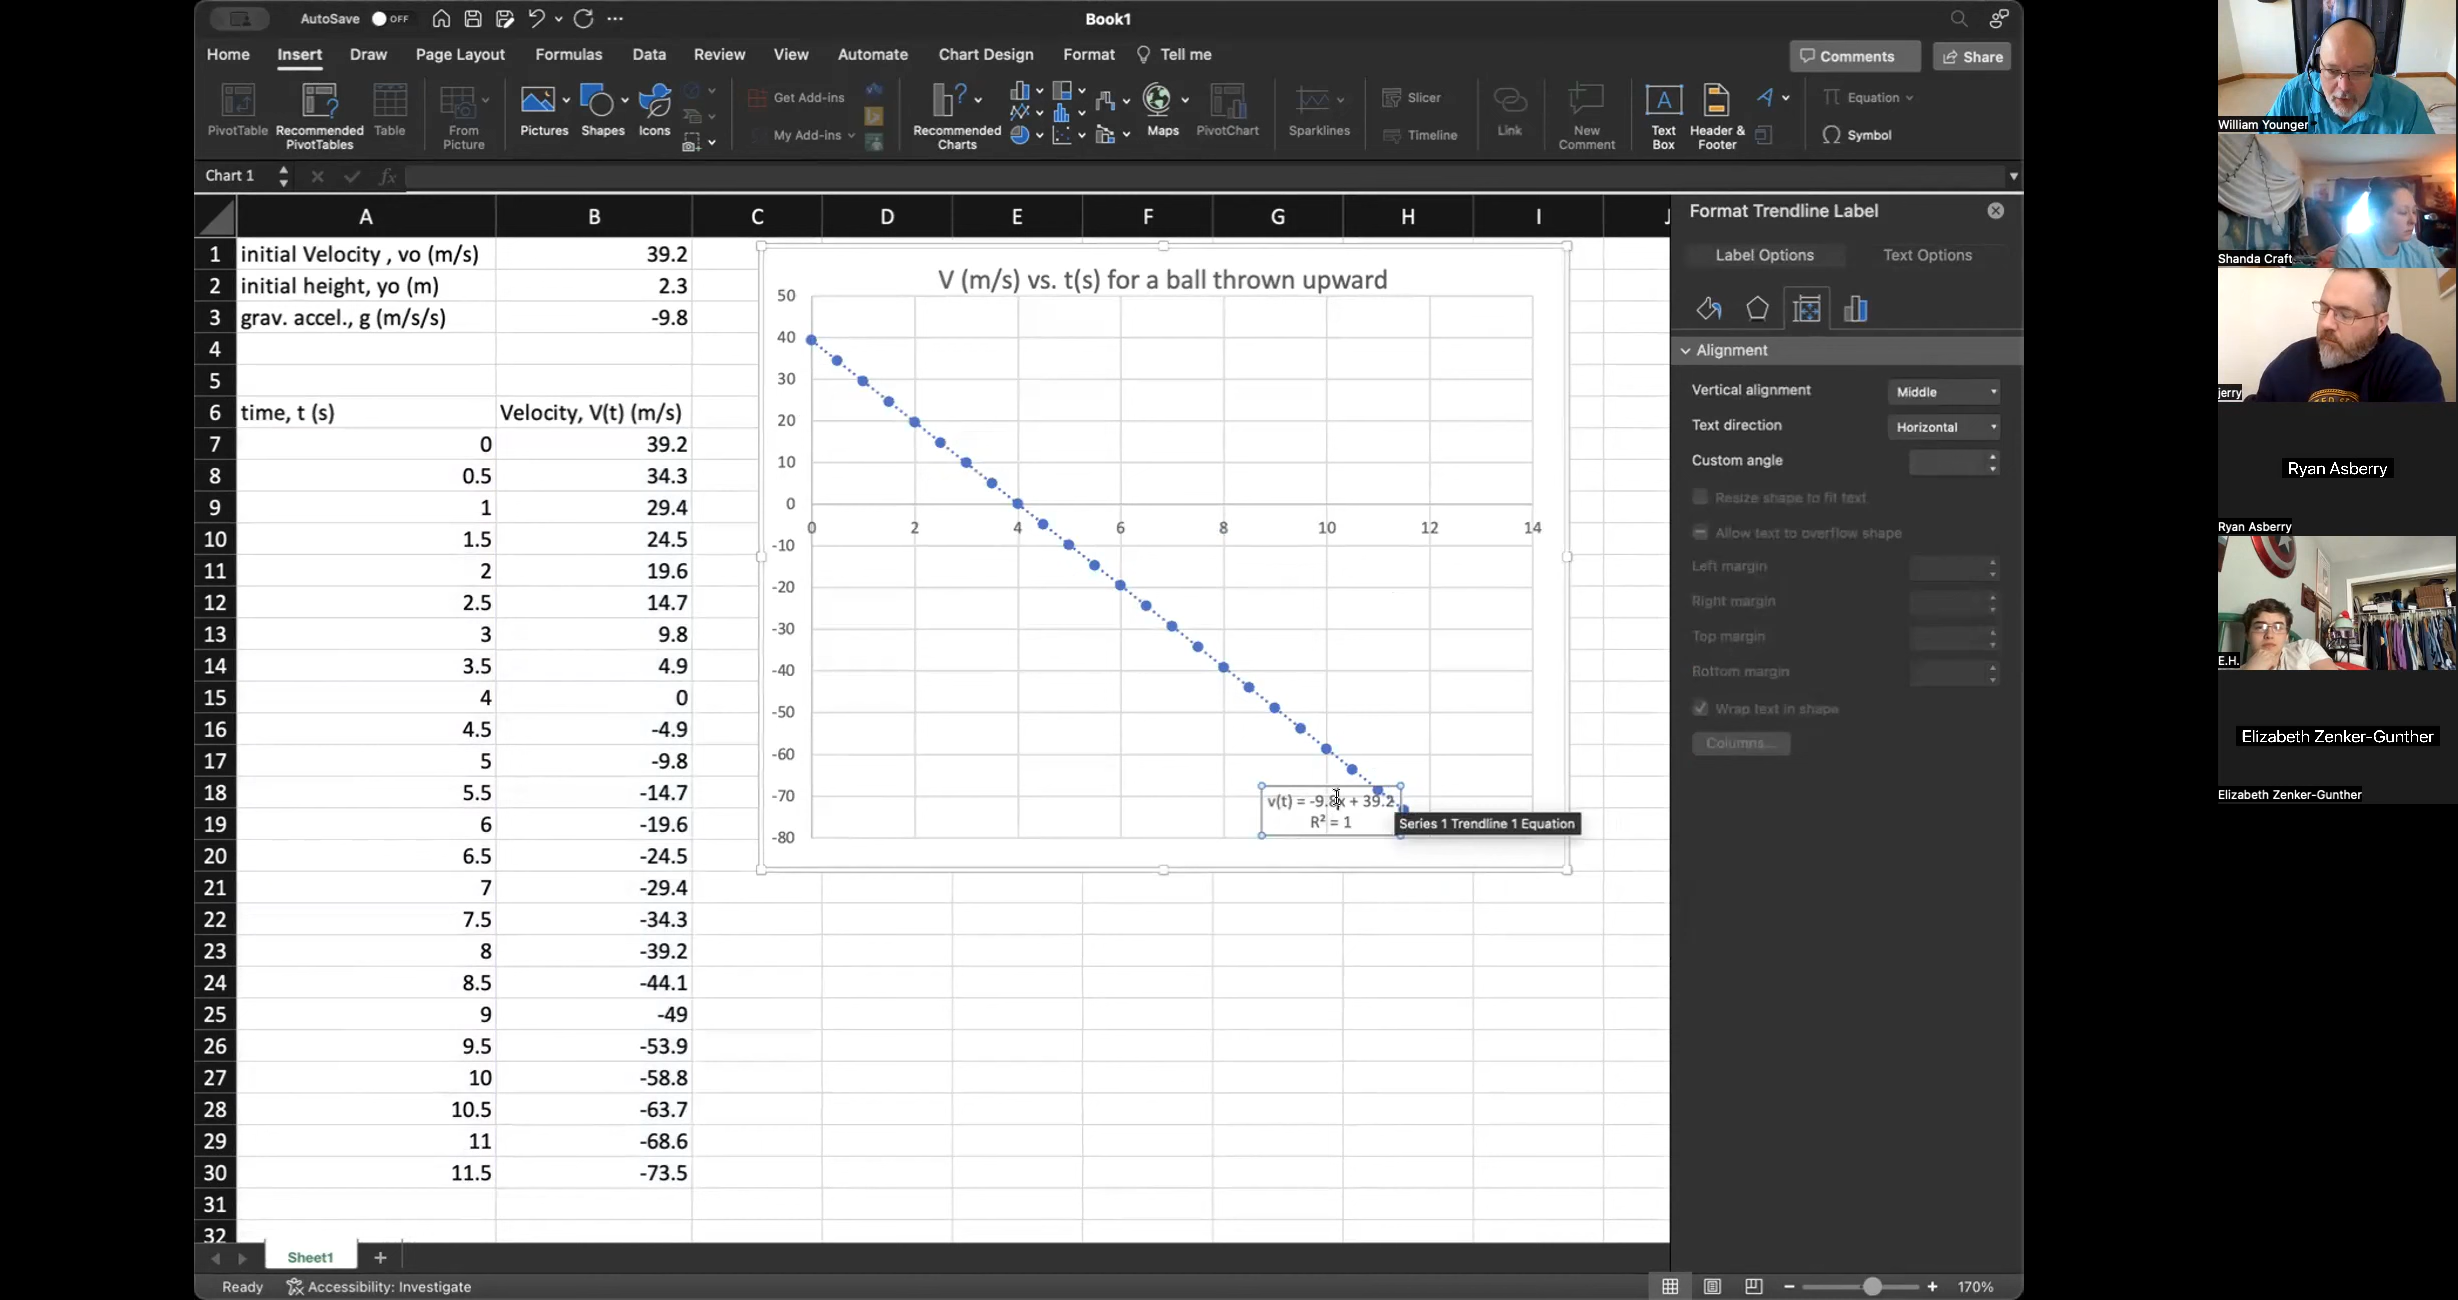 AutoSave OFF
Book1
Home Insert Draw Page Layout Formulas Data Review View Automate Chart Design Format Tell me
Comments Share
PivotTable Recommended PivotTables Table From Picture Pictures Shapes Icons Get Add-ins My Add-ins Recommended Charts Maps PivotChart Sparklines Slicer Timeline Link New Comment Text Box Header & Footer Equation Symbol
Chart 1 fx
A B C D E F G H I J
1 initial Velocity , vo (m/s) 39.2
2 initial height, yo (m) 2.3
3 grav. accel., g (m/s/s) -9.8
4
5
6 time, t (s) Velocity, V(t) (m/s)
7 0 39.2
8 0.5 34.3
9 1 29.4
10 1.5 24.5
11 2 19.6
12 2.5 14.7
13 3 9.8
14 3.5 4.9
15 4 0
16 4.5 -4.9
17 5 -9.8
18 5.5 -14.7
19 6 -19.6
20 6.5 -24.5
21 7 -29.4
22 7.5 -34.3
23 8 -39.2
24 8.5 -44.1
25 9 -49
26 9.5 -53.9
27 10 -58.8
28 10.5 -63.7
29 11 -68.6
30 11.5 -73.5
31
32
V (m/s) vs. t(s) for a ball thrown upward
50
40
30
20
10
0
0 2 4 6 8 10 12 14
-10
-20
-30
-40
-50
-60
-70
-80
v(t) = -9.8x + 39.2
R² = 1
Series 1 Trendline 1 Equation
Format Trendline Label
Label Options Text Options
Alignment
Vertical alignment Middle
Text direction Horizontal
Custom angle
Resize shape to fit text
Allow text to overflow shape
Left margin
Right margin
Top margin
Bottom margin
Wrap text in shape
Columns...
Sheet1 +
Ready Accessibility: Investigate
170%
William Younger
Shanda Craft
jerry
Ryan Asberry
Ryan Asberry
E.H.
Elizabeth Zenker-Gunther
Elizabeth Zenker-Gunther